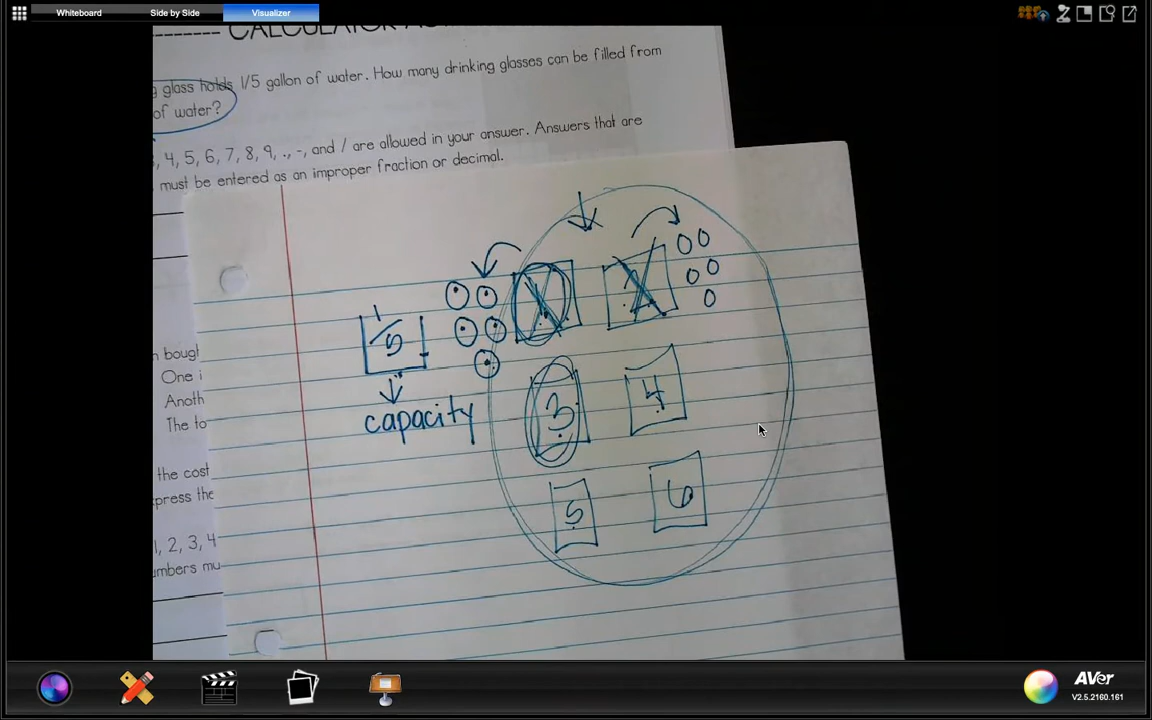 Whiteboard Side by Side Visualizer
g glass holds 1/5 gallon of water. How many drinking glasses can be filled from
of water?
, 4, 5, 6, 7, 8, 9, ., -, and / are allowed in your answer. Answers that are
must be entered as an improper fraction or decimal.
1/5
capacity
3 4
5 6
bought
One i
Anoth
The to
the cost
press the
1, 2, 3, 4
umbers mu
AVer
V2.5.2160.161